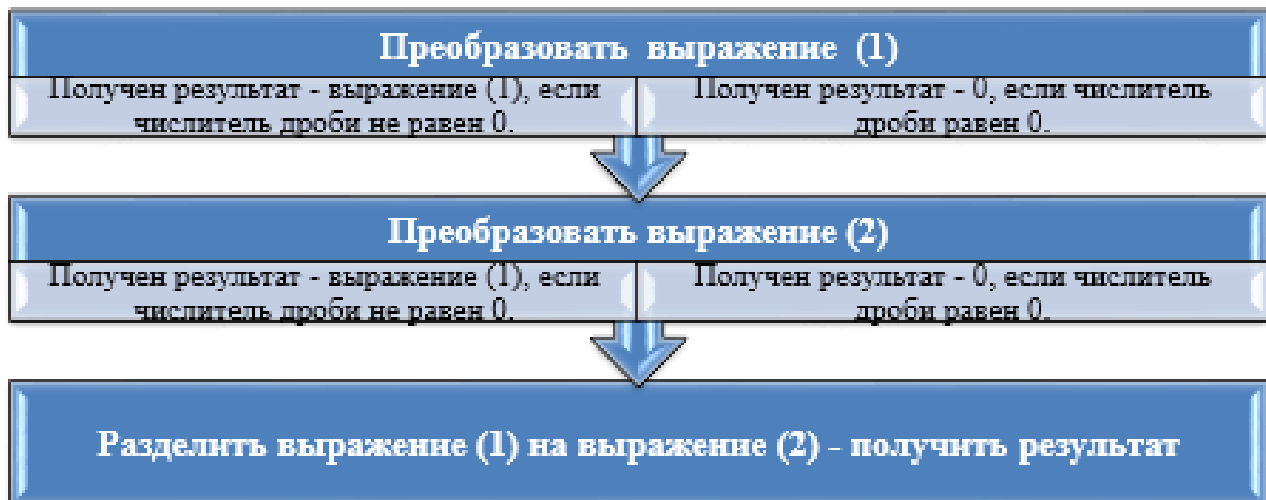 Преобразовать выражение (1)
Получен результат - выражение (1), если
числитель дроби не равен 0.
Получен результат - 0, если числитель
дроби равен 0.
Преобразовать выражение (2)
Получен результат - выражение (1), если
числитель дроби не равен 0.
Получен результат - 0, если числитель
дроби равен 0.
Разделить выражение (1) на выражение (2) - получить результат